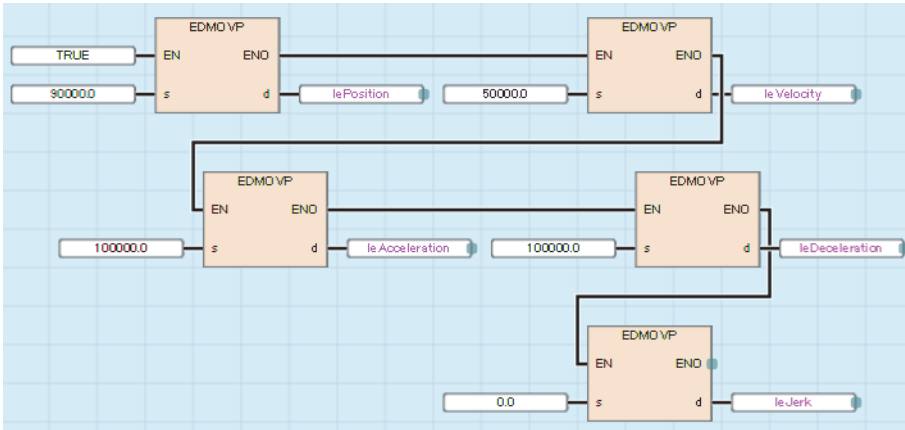 EDMOVP EDMOVP
TRUE EN ENO EN ENO
90000.0 s d lePosition 50000.0 s d leVelocity
EDMOVP EDMOVP
EN ENO EN ENO
100000.0 s d leAcceleration 100000.0 s d leDeceleration
EDMOVP
EN ENO
0.0 s d leJerk